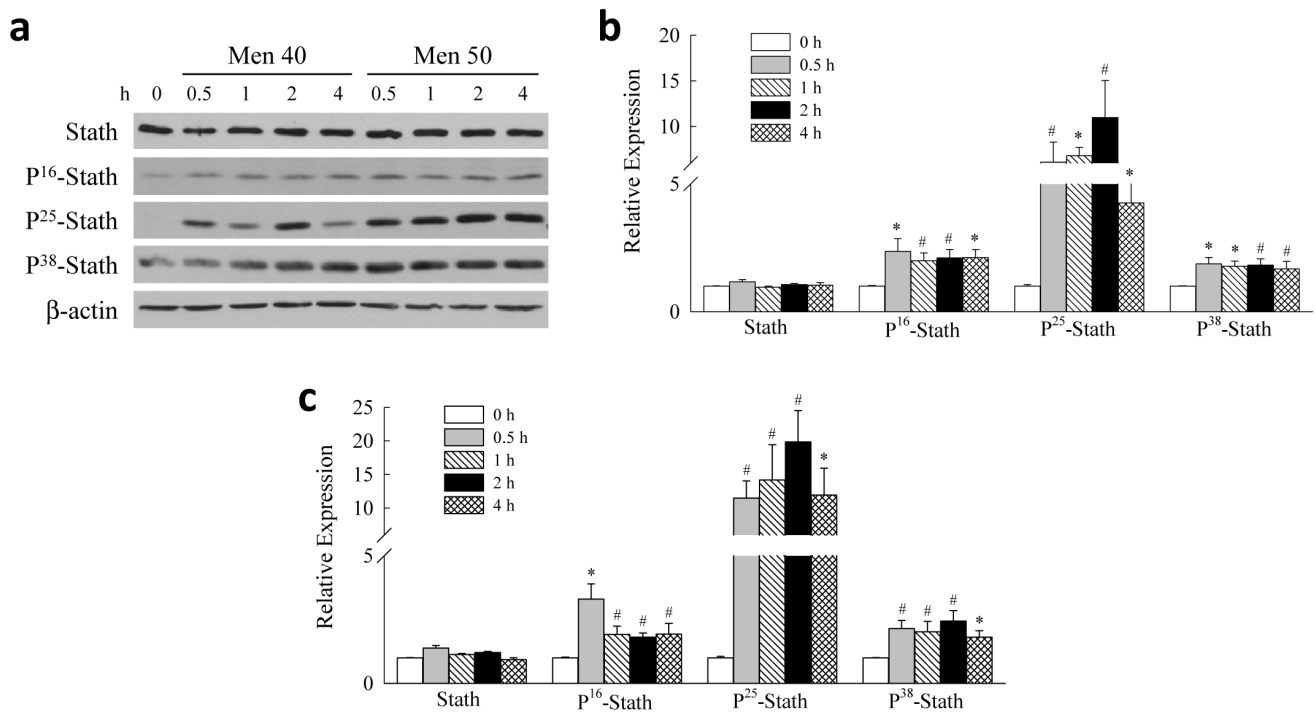 a
Men 40 Men 50
h 0 0.5 1 2 4 0.5 1 2 4
Stath
P¹⁶-Stath
P²⁵-Stath
P³⁸-Stath
β-actin
b
Relative Expression
20
15
10
5
0
0 h
0.5 h
1 h
2 h
4 h
* # # *
# * # *
* * # #
Stath P¹⁶-Stath P²⁵-Stath P³⁸-Stath
c
Relative Expression
25
20
15
10
5
0
0 h
0.5 h
1 h
2 h
4 h
* # # #
# # # *
# # # *
Stath P¹⁶-Stath P²⁵-Stath P³⁸-Stath